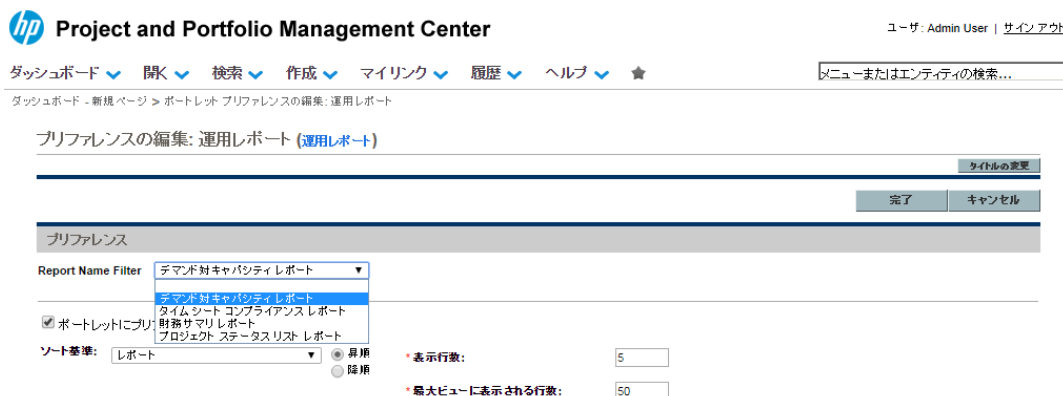 hp Project and Portfolio Management Center
ユーザ: Admin User | サイン アウト
ダッシュボード 開く 検索 作成 マイリンク 履歴 ヘルプ
メニューまたはエンティティの検索...
ダッシュボード - 新規ページ > ポートレット プリファレンスの編集: 運用レポート
プリファレンスの編集: 運用レポート (運用レポート)
タイトルの変更
完了 キャンセル
プリファレンス
Report Name Filter デマンド対キャパシティ レポート
デマンド対キャパシティ レポート
タイムシート コンプライアンス レポート
財務サマリ レポート
プロジェクト ステータス リスト レポート
ポートレットにプリ
ソート基準: レポート 昇順 *表示行数: 5
降順
*最大ビューに表示される行数: 50